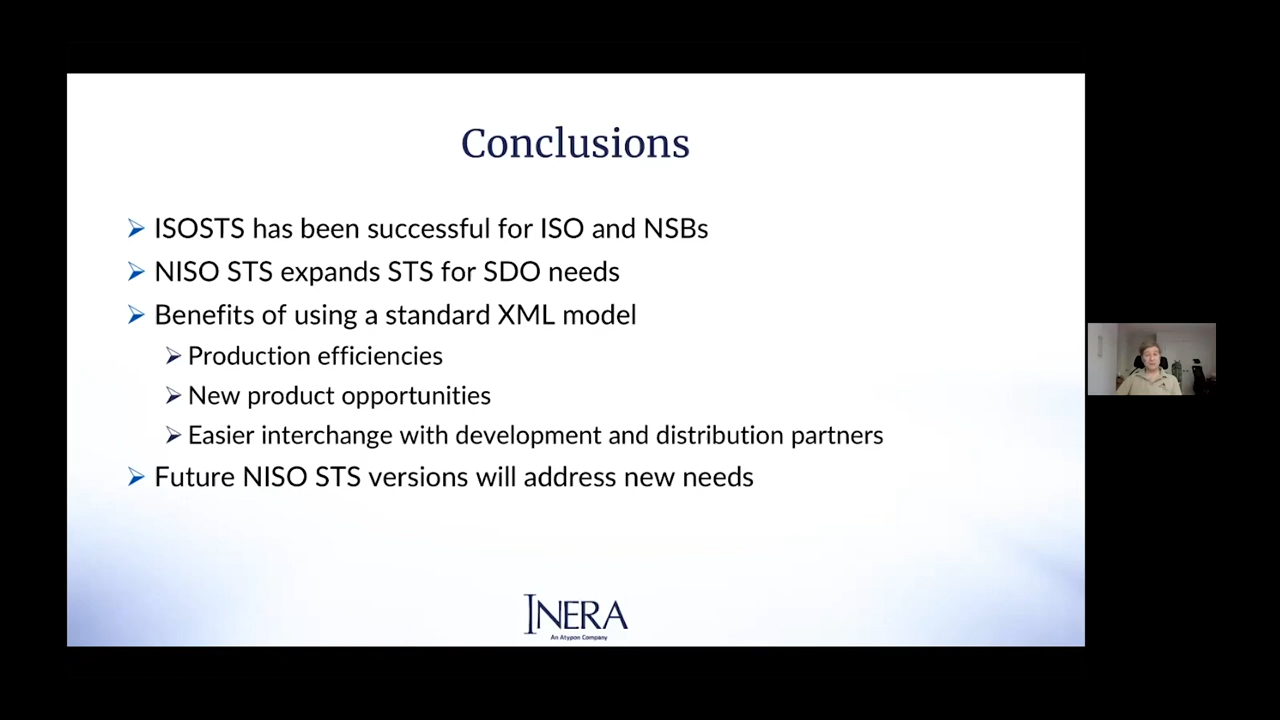 Conclusions
ISOSTS has been successful for ISO and NSBs
NISO STS expands STS for SDO needs
Benefits of using a standard XML model
Production efficiencies
New product opportunities
Easier interchange with development and distribution partners
Future NISO STS versions will address new needs
INERA
An Atypon Company